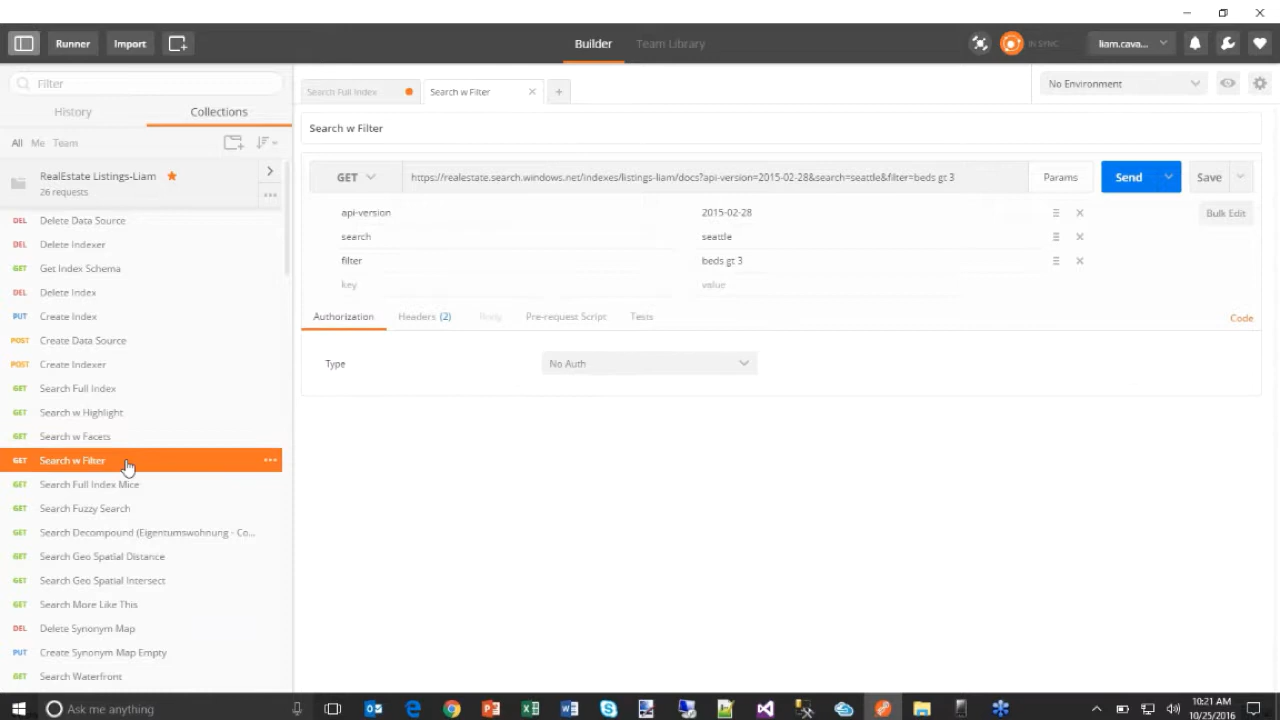 Runner
Import
Builder
Team Library
IN SYNC
liam.cava...
Filter
History
Collections
All Me Team
RealEstate Listings-Liam
26 requests
DEL Delete Data Source
DEL Delete Indexer
GET Get Index Schema
DEL Delete Index
PUT Create Index
POST Create Data Source
POST Create Indexer
GET Search Full Index
GET Search w Highlight
GET Search w Facets
GET Search w Filter
GET Search Full Index Mice
GET Search Fuzzy Search
GET Search Decompound (Eigentumswohnung - Co...
GET Search Geo Spatial Distance
GET Search Geo Spatial Intersect
GET Search More Like This
DEL Delete Synonym Map
PUT Create Synonym Map Empty
GET Search Waterfront
Search Full Index
Search w Filter
No Environment
Search w Filter
GET
https://realestate.search.windows.net/indexes/listings-liam/docs?api-version=2015-02-28&search=seattle&filter=beds gt 3
Params
Send
Save
api-version 2015-02-28
Bulk Edit
search seattle
filter beds gt 3
key value
Authorization Headers (2) Body Pre-request Script Tests
Code
Type No Auth
Ask me anything
10:21 AM
10/25/2016